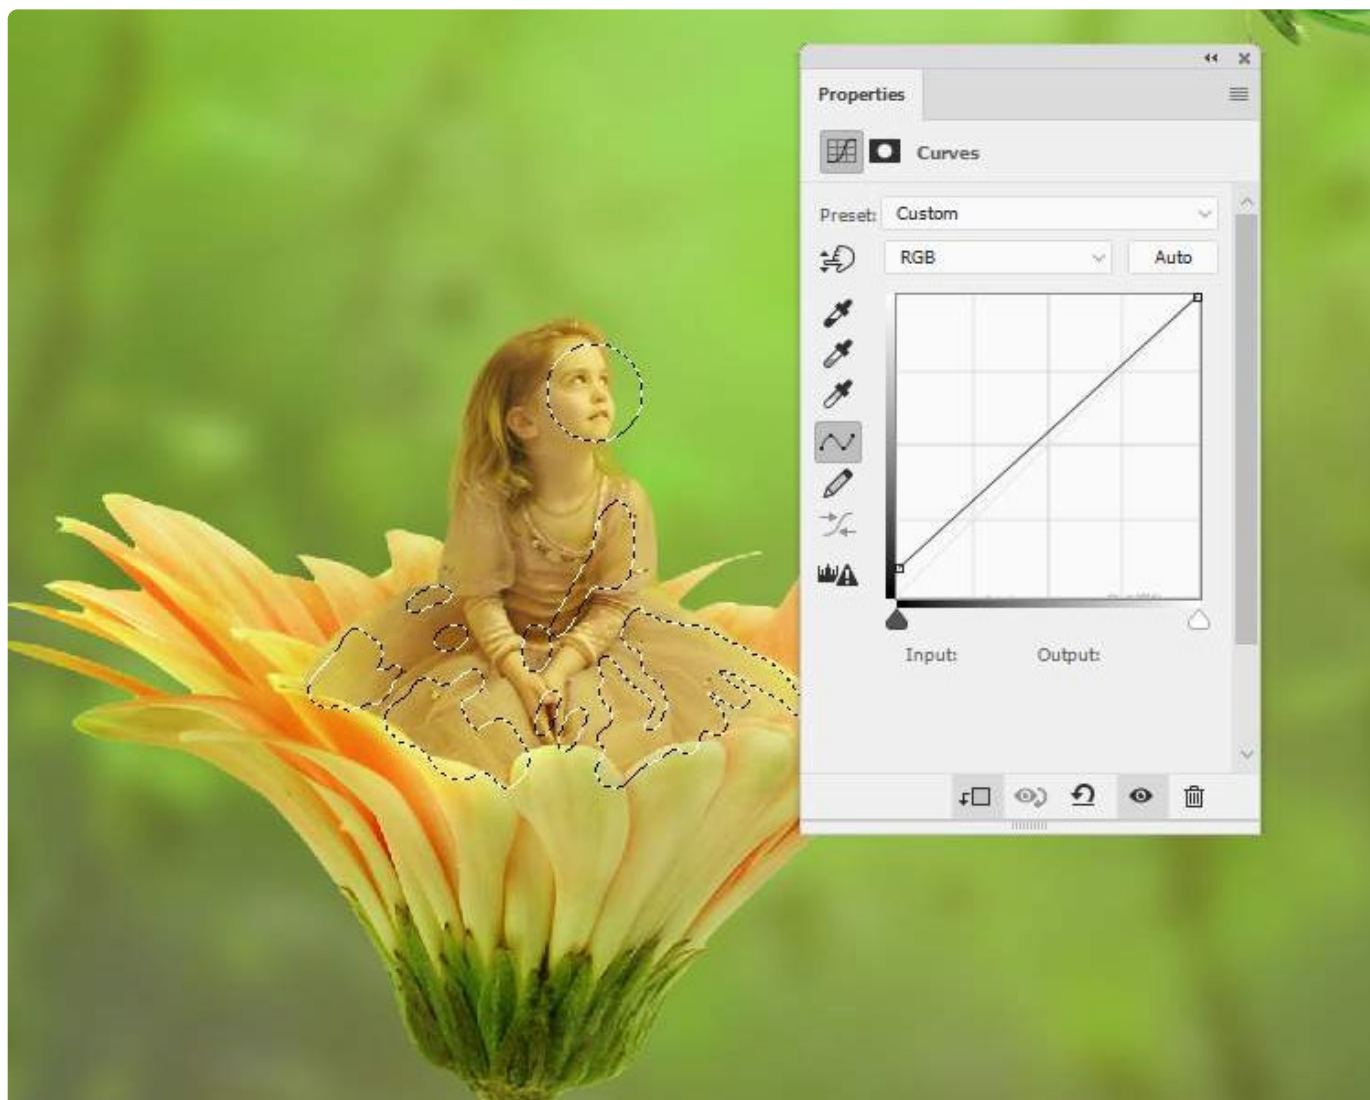 Properties
Curves
Preset: Custom
RGB
Auto
Input:
Output: